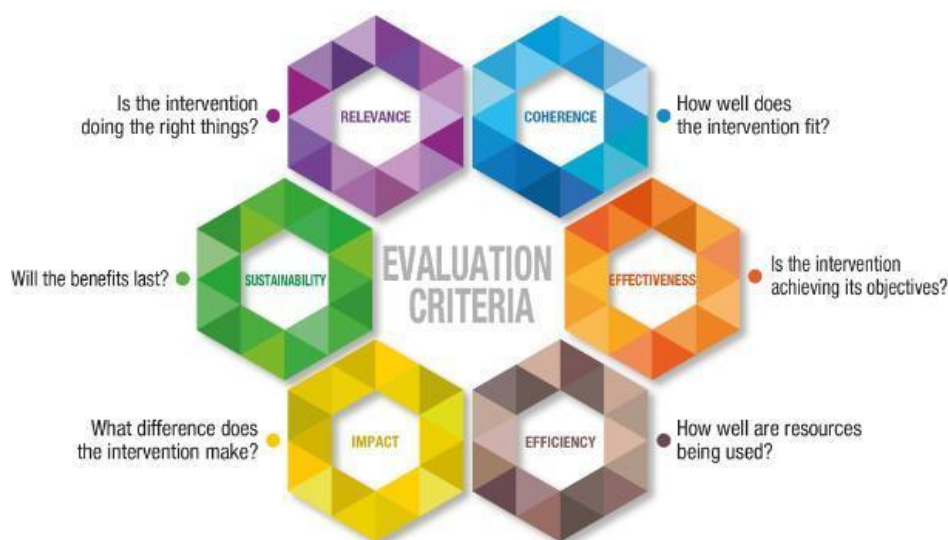 Is the intervention
doing the right things?
RELEVANCE
COHERENCE
How well does
the intervention fit?
Will the benefits last?
SUSTAINABILITY
EVALUATION
CRITERIA
EFFECTIVENESS
Is the intervention
achieving its objectives?
What difference does
the intervention make?
IMPACT
EFFICIENCY
How well are resources
being used?